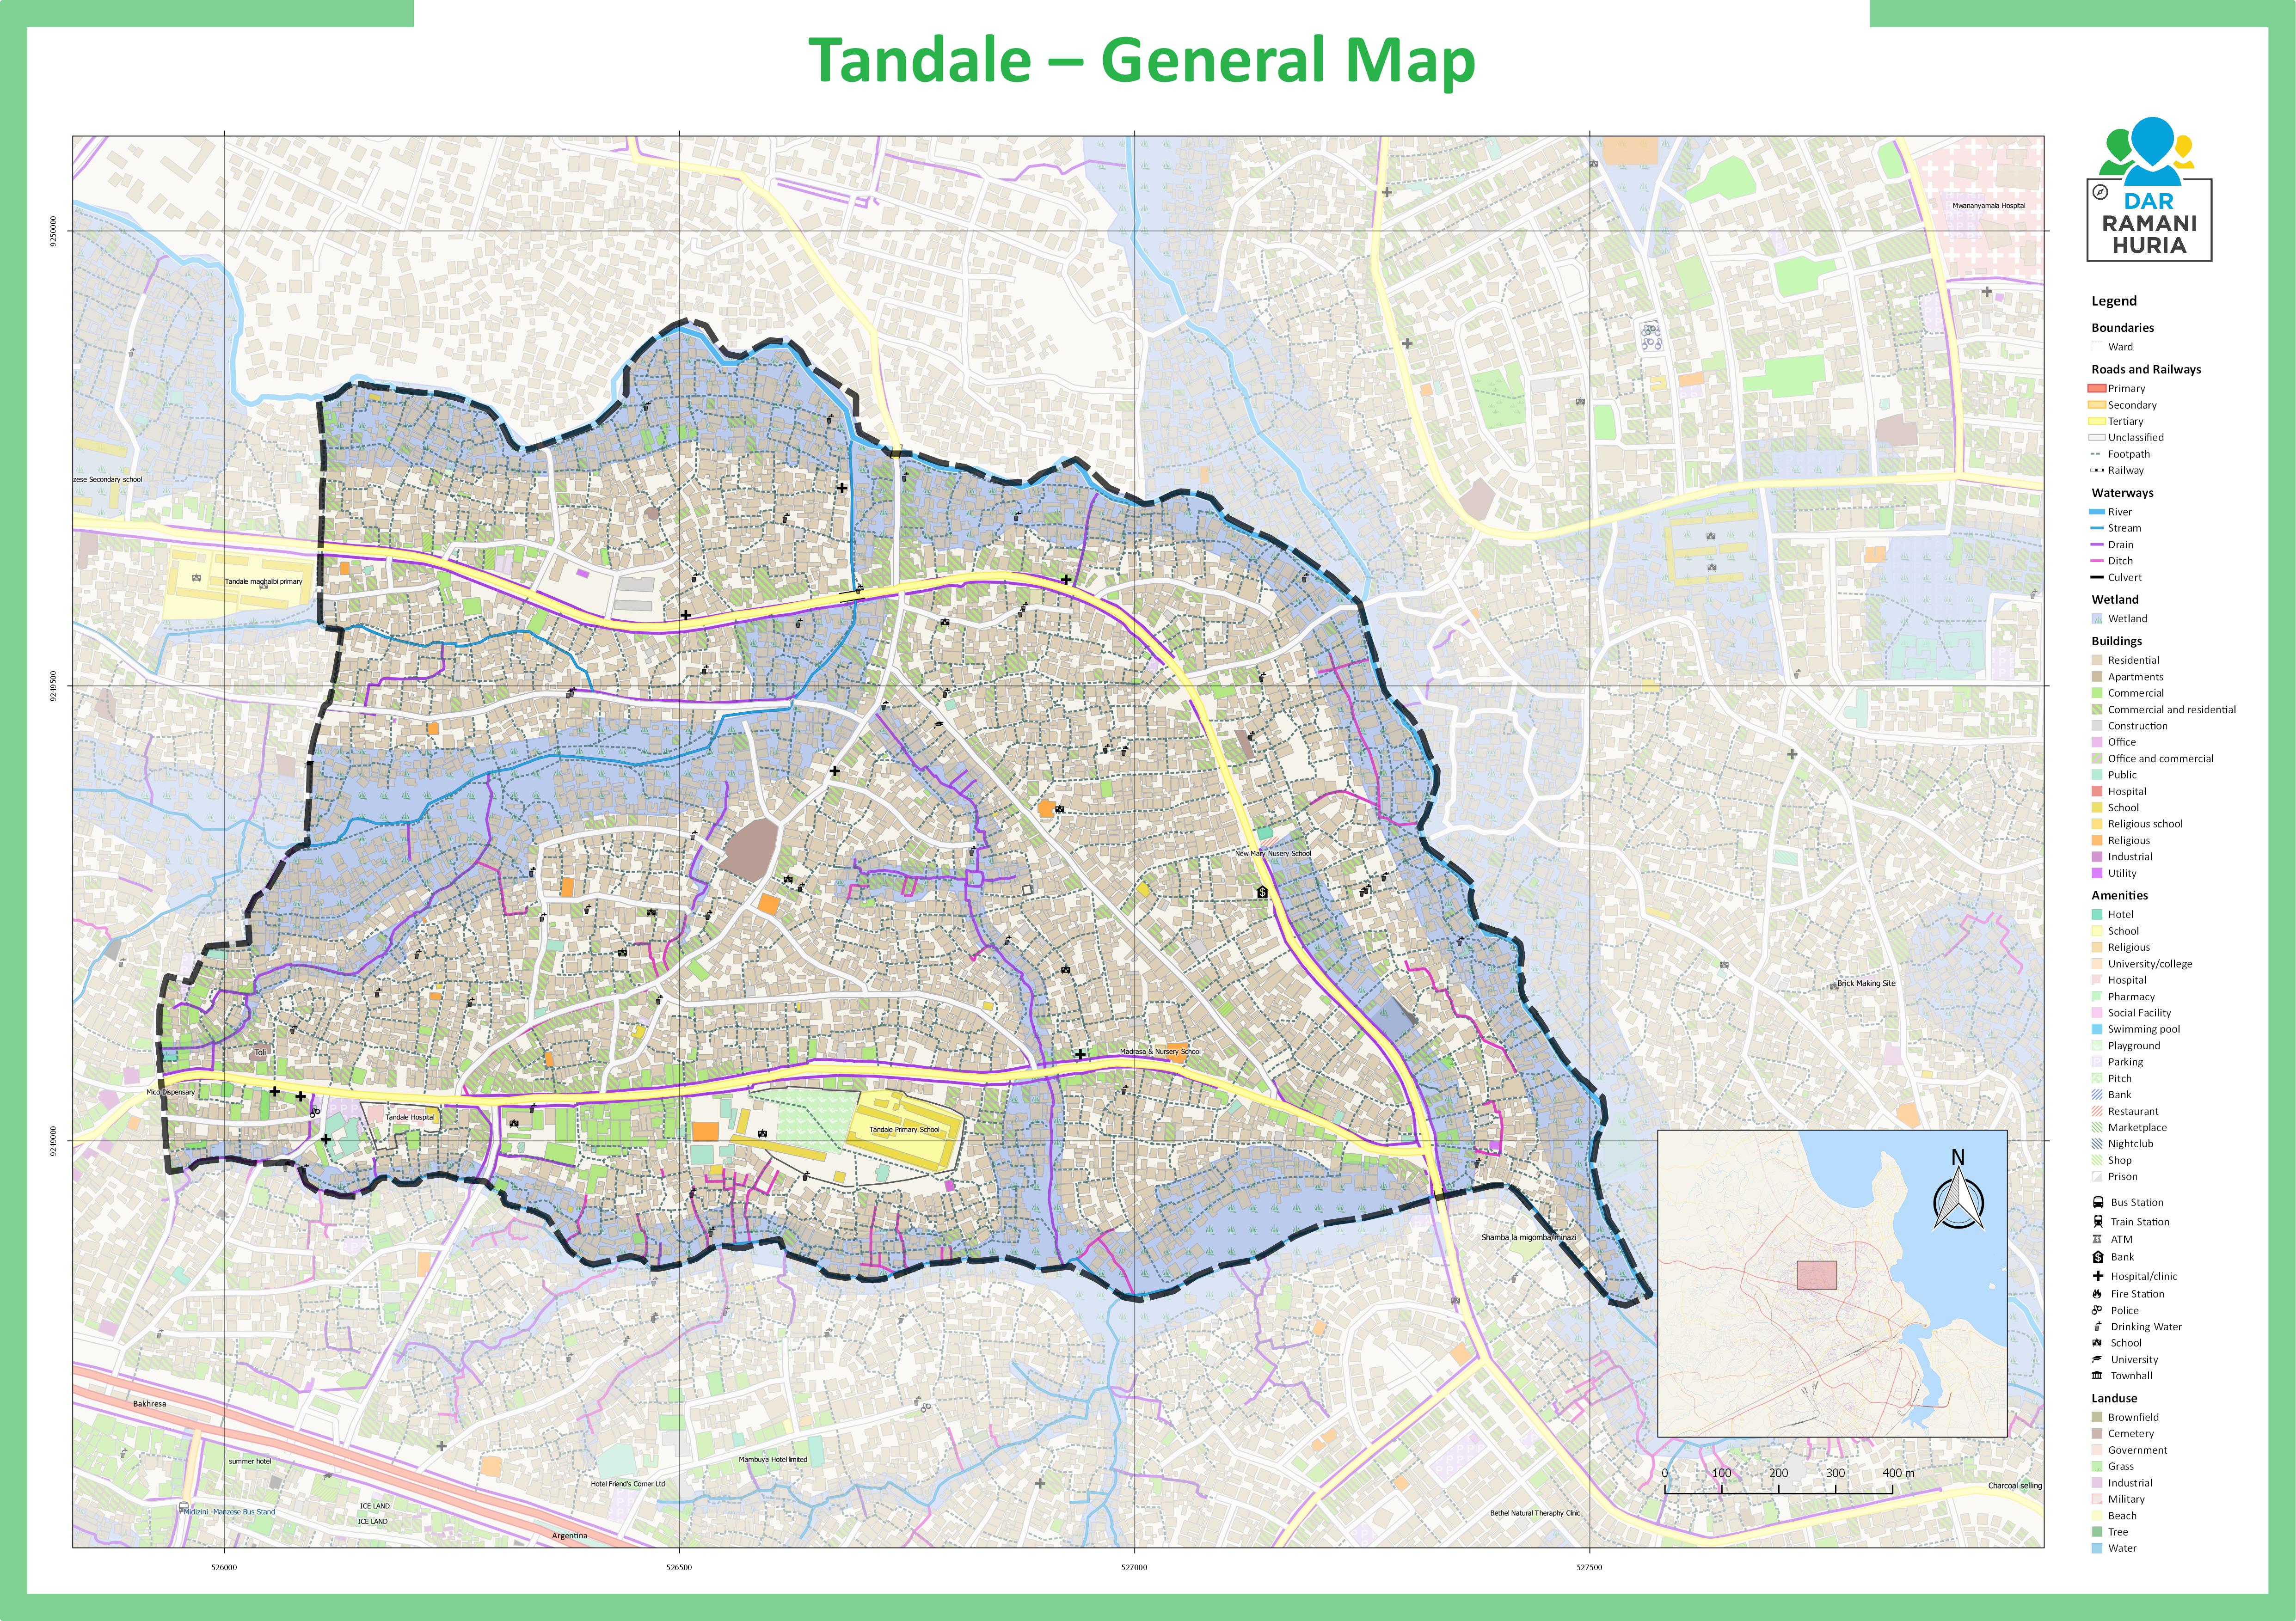 Tandale – General Map
DAR
RAMANI
HURIA
Legend
Boundaries
Ward
Roads and Railways
Primary
Secondary
Tertiary
Unclassified
Footpath
Railway
Waterways
River
Stream
Drain
Ditch
Culvert
Wetland
Wetland
Buildings
Residential
Apartments
Commercial
Commercial and residential
Construction
Office
Office and commercial
Public
Hospital
School
Religious school
Religious
Industrial
Utility
Amenities
Hotel
School
Religious
University/college
Hospital
Pharmacy
Social Facility
Swimming pool
Playground
Parking
Pitch
Bank
Restaurant
Marketplace
Nightclub
Shop
Prison
Bus Station
Train Station
ATM
Bank
Hospital/clinic
Fire Station
Police
Drinking Water
School
University
Townhall
Landuse
Brownfield
Cemetery
Government
Grass
Industrial
Military
Beach
Tree
Water
9250000
9249500
9249000
526000
526500
527000
527500
Mwananyamala Hospital
zese Secondary school
Tandale maghalbi primary
New Mary Nusery School
Brick Making Site
Toli
Madrasa & Nursery School
Mico Dispensary
Tandale Hospital
Tandale Primary School
Shamba la migomba/minazi
Bakhresa
summer hotel
Midizini -Manzese Bus Stand
ICE LAND
ICE LAND
Argentina
Hotel Friend's Corner Ltd
Mambuya Hotel limited
Bethel Natural Theraphy Clinic
Charcoal selling
N
0 100 200 300 400 m